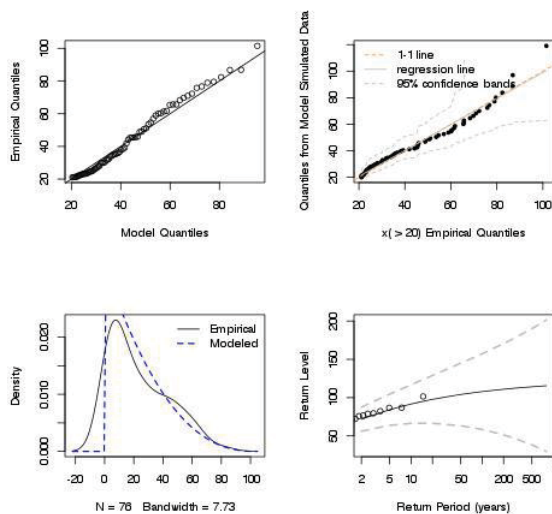 Empirical Quantiles
100
80
60
40
20
20 40 60 80
Model Quantiles
Quantiles from Model Simulated Data
100
80
60
40
20
1-1 line
regression line
95% confidence bands
20 40 60 80 100
x( > 20) Empirical Quantiles
Density
0.020
0.010
0.000
Empirical
Modeled
-20 0 20 40 60 80 100
N = 76 Bandwidth = 7.73
Return Level
200
150
100
50
2 5 10 50 200 500
Return Period (years)